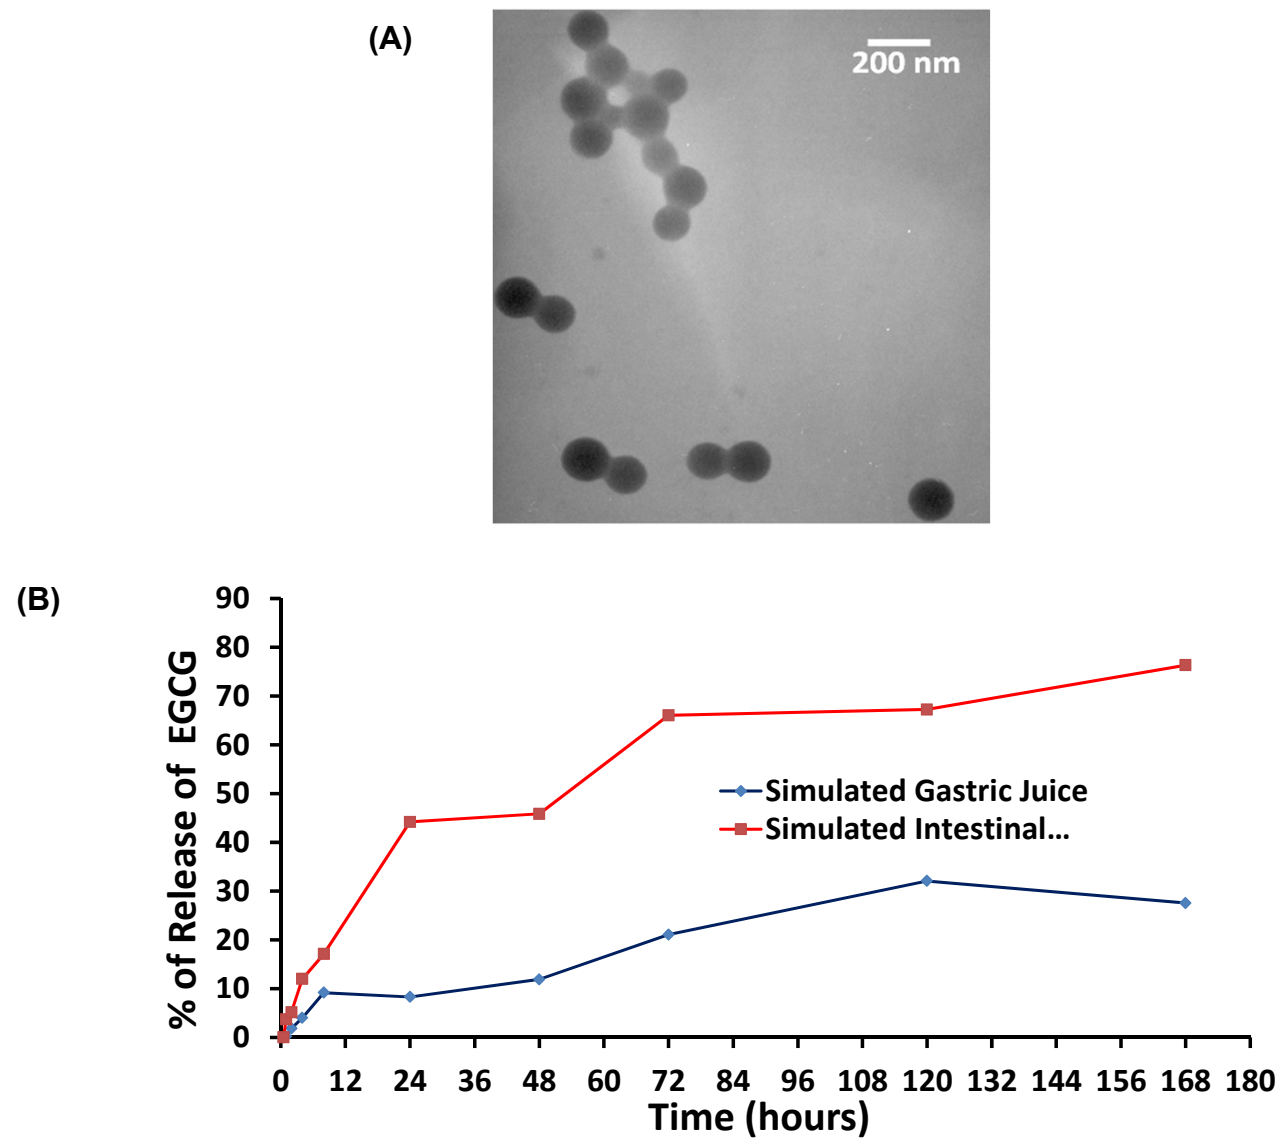 (A)
200 nm
(B)
% of Release of EGCG
90
80
70
60
50
40
30
20
10
0
Simulated Gastric Juice
Simulated Intestinal...
0 12 24 36 48 60 72 84 96 108 120 132 144 156 168 180
Time (hours)